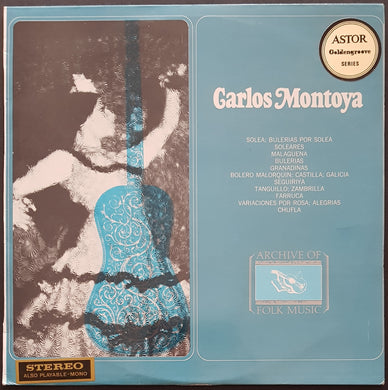 ASTOR
Goldengroove
SERIES
Carlos Montoya
SOLEA; BULERIAS POR SOLEA
SOLEARES
MALAGUENA
BULERIAS
GRANADINAS
BOLERO MALORQUIN; CASTILLA; GALICIA
SEGUIRIYA
TANGUILLO; ZAMBRILLA
FARRUCA
VARIACIONES POR ROSA; ALEGRIAS
CHUFLA
ARCHIVE OF
FOLK MUSIC
STEREO
ALSO PLAYABLE-MONO